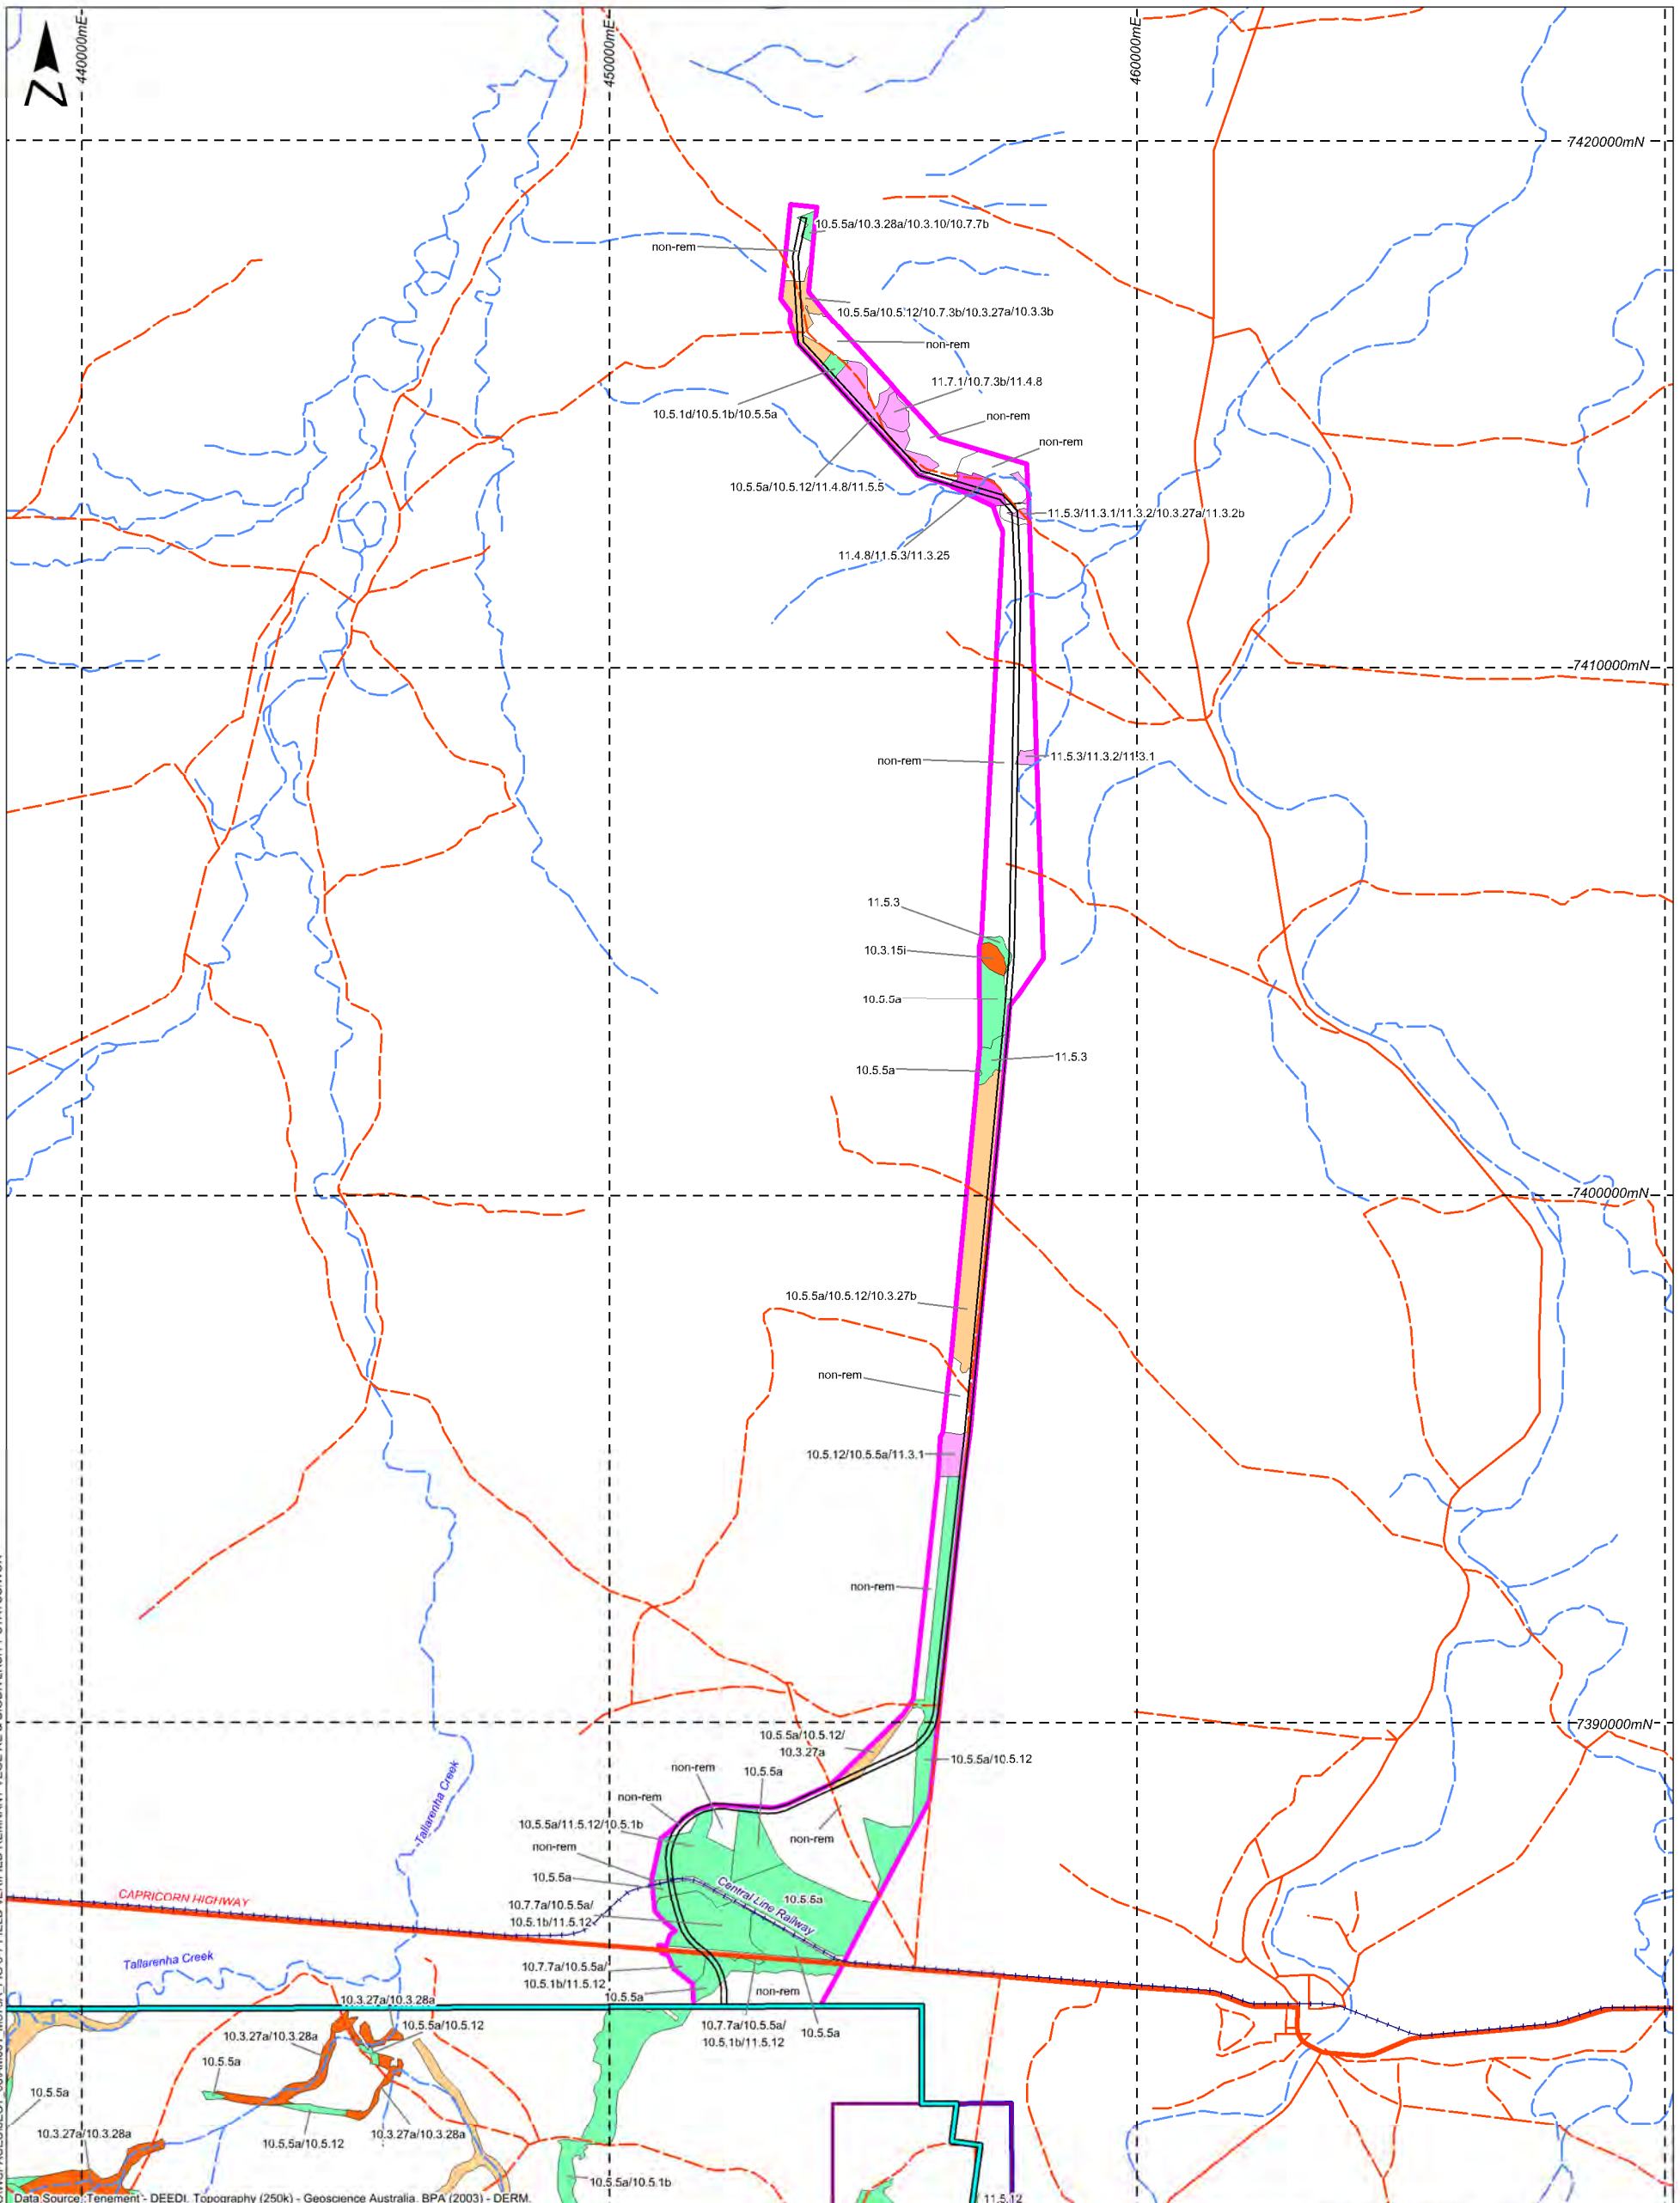 440000mE
450000mE
460000mE
Z
7420000mN
10.5.5a/10.3.28a/10.3.10/10.7.7b
non-rem
10.5.5a/10.5.12/10.7.3b/10.3.27a/10.3.3b
non-rem
11.7.1/10.7.3b/11.4.8
10.5.1d/10.5.1b/10.5.5a
non-rem
non-rem
10.5.5a/10.5.12/11.4.8/11.5.5
11.5.3/11.3.1/11.3.2/10.3.27a/11.3.2b
11.4.8/11.5.3/11.3.25
7410000mN
non-rem
11.5.3/11.3.2/11.3.1
11.5.3
10.3.15i
10.5.5a
11.5.3
10.5.5a
7400000mN
10.5.5a/10.5.12/10.3.27b
non-rem
10.5.12/10.5.5a/11.3.1
non-rem
7390000mN
10.5.5a/10.5.12/
10.3.27a
10.5.5a/10.5.12
non-rem
10.5.5a
non-rem
Tallarenha Creek
10.5.5a/11.5.12/10.5.1b
non-rem
non-rem
10.5.5a
Central Line Railway
10.5.5a
CAPRICORN HIGHWAY
10.7.7a/10.5.5a/
10.5.1b/11.5.12
Tallarenha Creek
10.7.7a/10.5.5a/
10.5.1b/11.5.12
non-rem
10.5.5a
10.3.27a/10.3.28a
10.7.7a/10.5.5a/
10.5.1b/11.5.12
10.5.5a
10.5.5a/10.5.12
10.3.27a/10.3.28a
10.5.5a
10.5.5a
10.3.27a/10.3.28a
10.5.5a/10.5.12
10.3.27a/10.3.28a
10.5.5a/10.5.1b
11.5.12
Data Source: Tenement - DEEDI, Topography (250k) - Geoscience Australia, BPA (2003) - DERM.